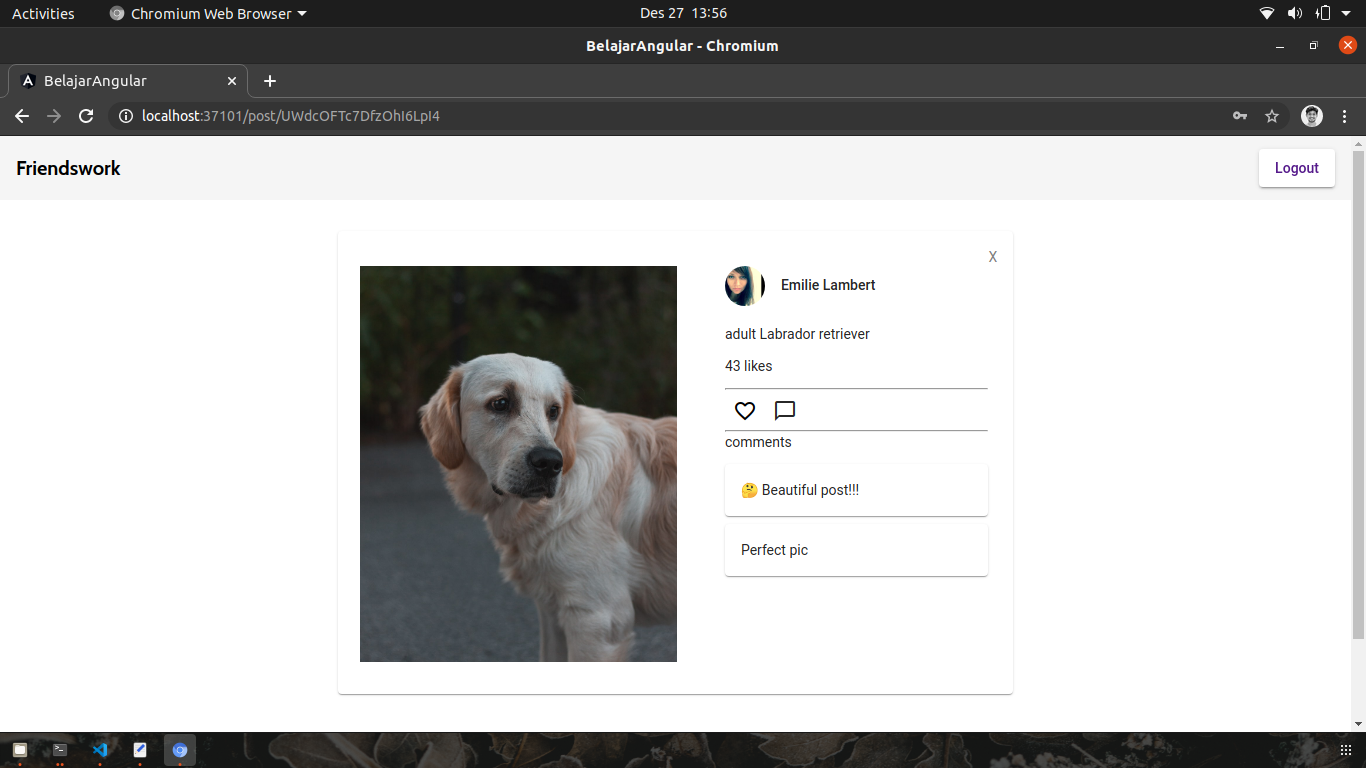 Activities Chromium Web Browser Des 27 13:56
BelajarAngular - Chromium
BelajarAngular
localhost:37101/post/UWdcOFTc7DfzOhI6LpI4
Friendswork Logout
X
Emilie Lambert
adult Labrador retriever
43 likes
comments
🤔 Beautiful post!!!
Perfect pic